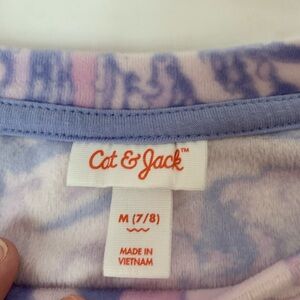 Cat & Jack™
M (7/8)
MADE IN
VIETNAM